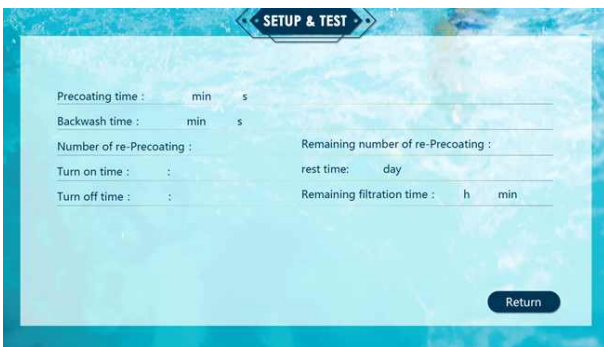 SETUP & TEST
Precoating time : min s
Backwash time : min s
Number of re-Precoating :
Remaining number of re-Precoating :
Turn on time : :
rest time: day
Turn off time : :
Remaining filtration time : h min
Return